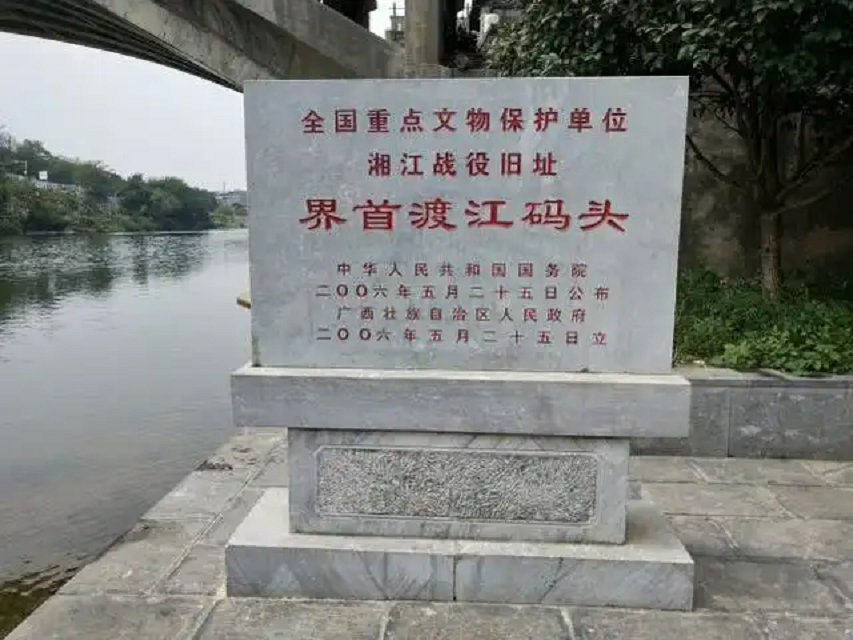 全国重点文物保护单位
湘江战役旧址
界首渡江码头
中华人民共和国国务院
二〇〇六年五月二十五日公布
广西壮族自治区人民政府
二〇〇六年五月二十五日立